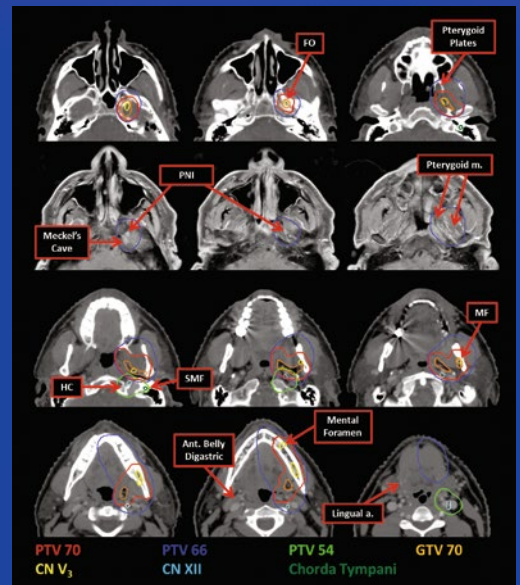 FO
Pterygoid
Plates
PNI
Pterygoid m.
Meckel's
Cave
MF
HC
SMF
Mental
Foramen
Ant. Belly
Digastric
Lingual a.
PTV 70
PTV 66
PTV 54
GTV 70
CN V₃
CN XII
Chorda Tympani